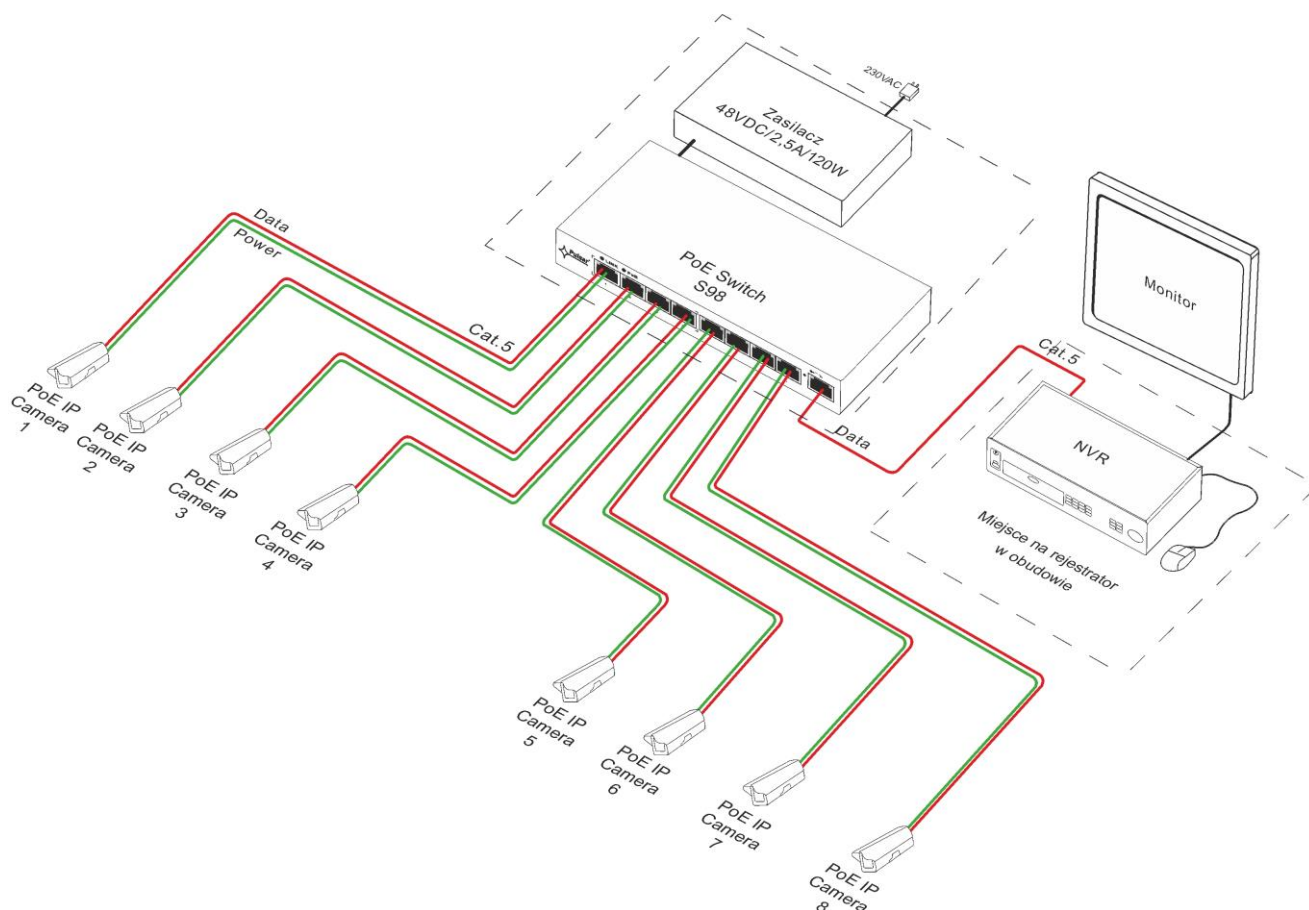 230VAC
Zasilacz
48VDC/2,5A/120W
PoE Switch
S98
Pulsar
Data
Power
Cat.5
Cat.5
Data
Monitor
NVR
Miejsce na rejestrator
w obudowie
PoE IP
Camera
1
PoE IP
Camera
2
PoE IP
Camera
3
PoE IP
Camera
4
PoE IP
Camera
5
PoE IP
Camera
6
PoE IP
Camera
7
PoE IP
Camera
8